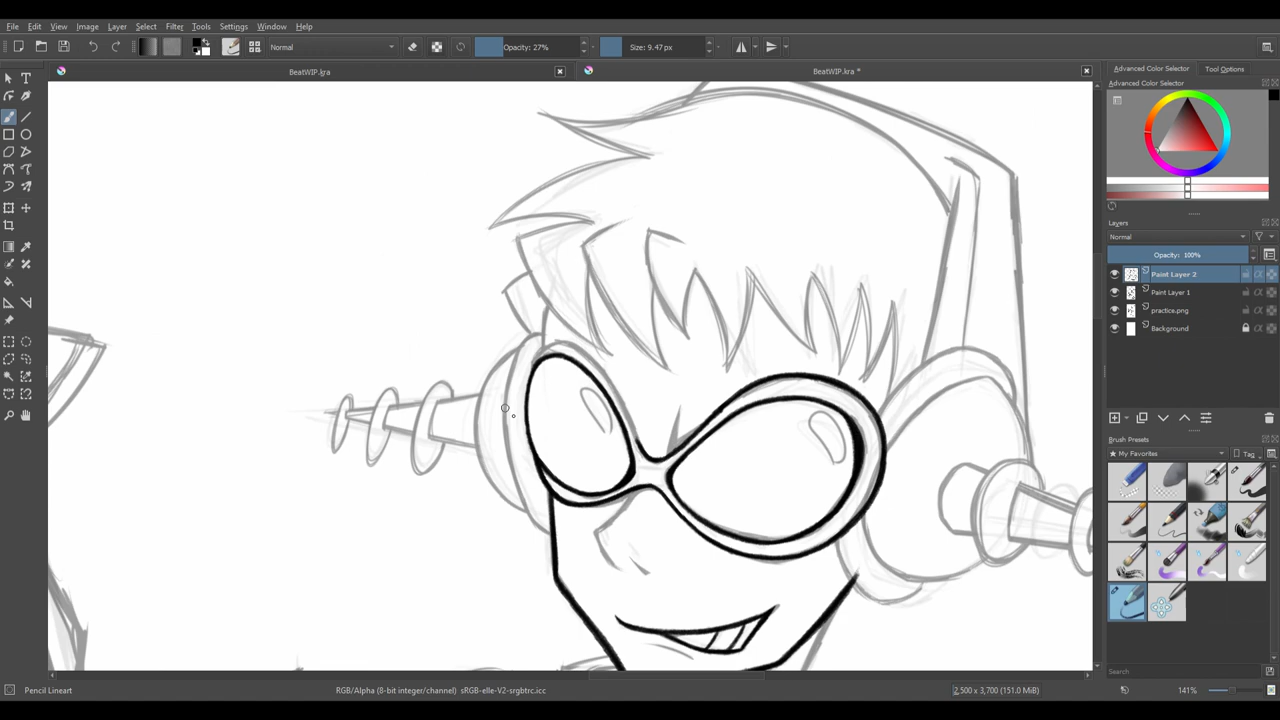 File Edit View Image Layer Select Filter Tools Settings Window Help
Normal Opacity: 27% Size: 9.47 px
BeatWIP.kra BeatWIP.kra *
Advanced Color Selector Tool Options
Advanced Color Selector
Layers
Normal
Opacity: 100%
Paint Layer 2
Paint Layer 1
practice.png
Background
Brush Presets
My Favorites Tag
Search
Pencil Lineart RGB/Alpha (8-bit integer/channel) sRGB-elle-V2-srgbtrc.icc 2,500 x 3,700 (151.0 MiB) 141%